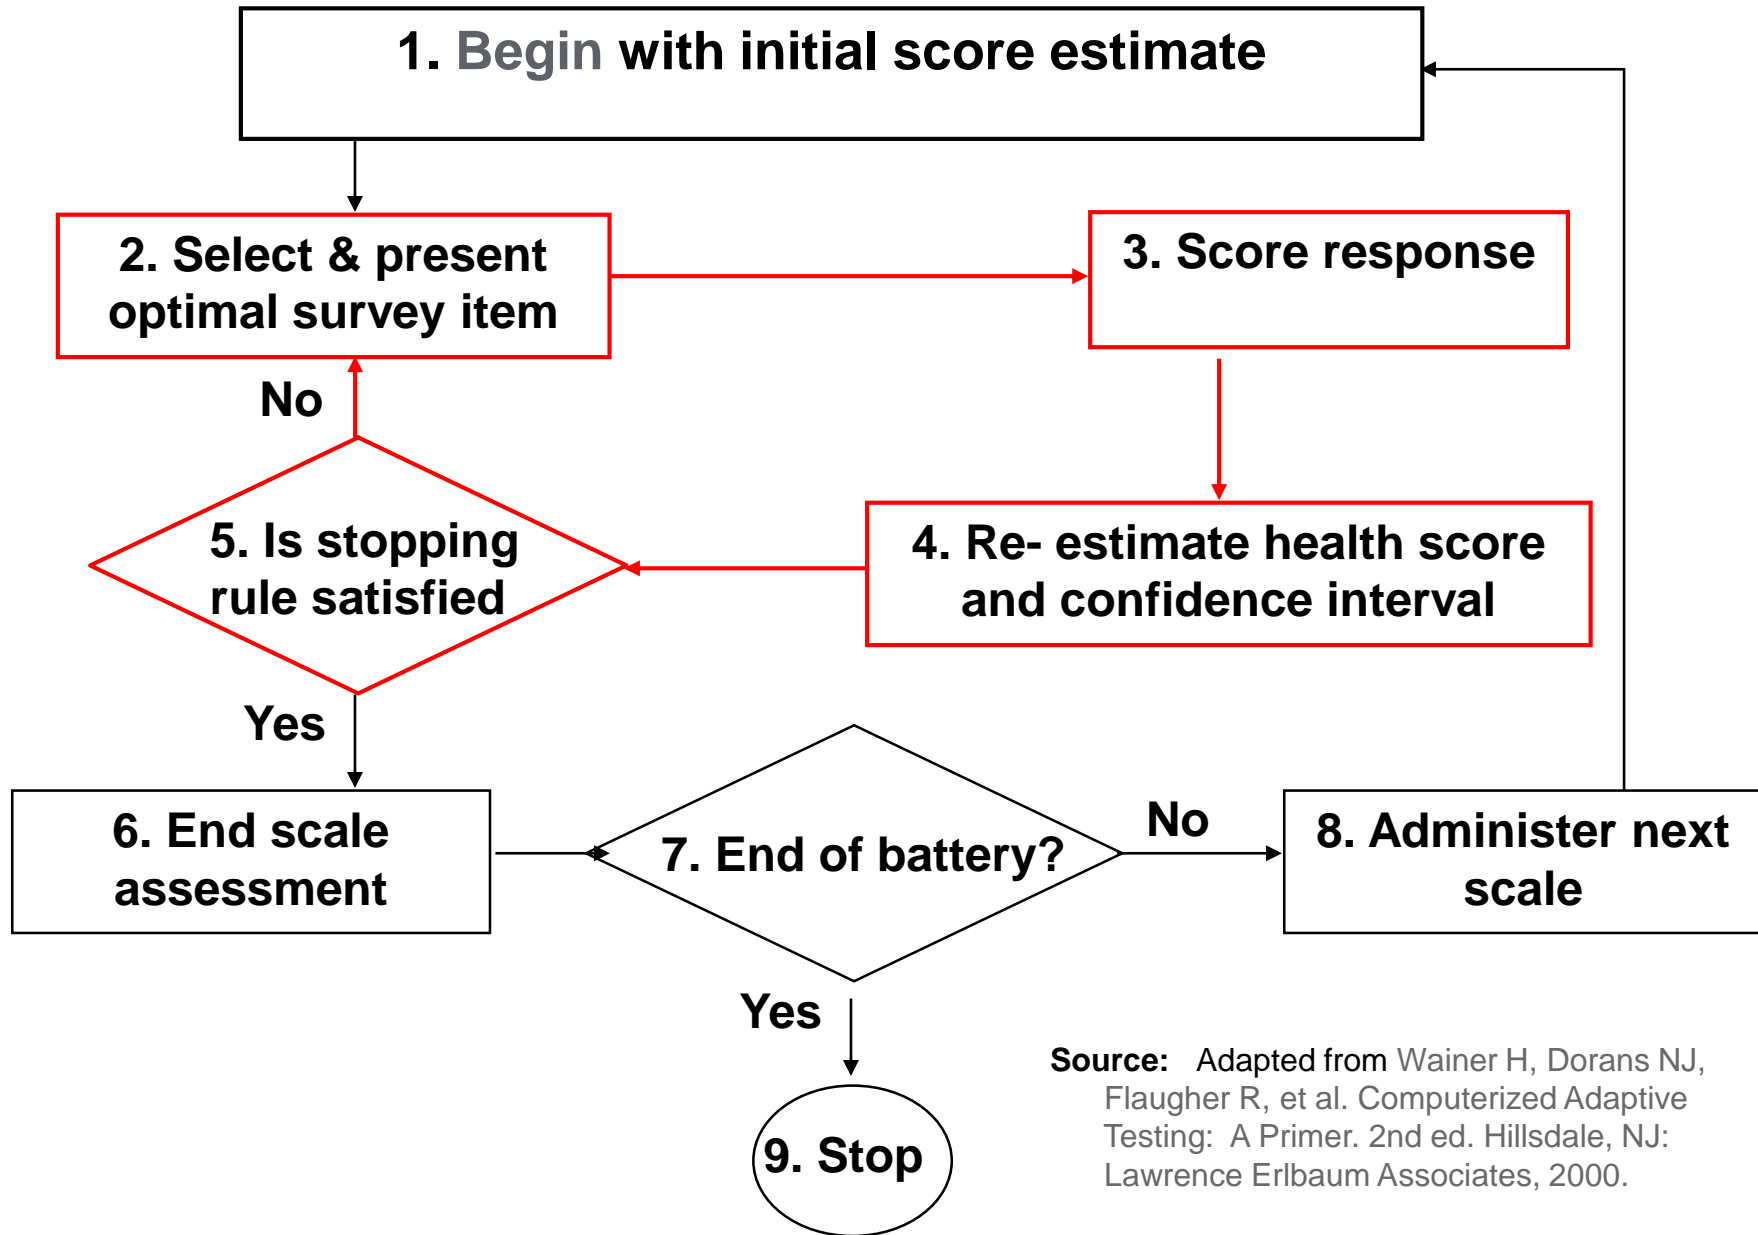 1. Begin with initial score estimate
2. Select & present
optimal survey item
3. Score response
No
5. Is stopping
rule satisfied
4. Re- estimate health score
and confidence interval
Yes
6. End scale
assessment
7. End of battery?
No
8. Administer next
scale
Yes
9. Stop
Source: Adapted from Wainer H, Dorans NJ,
Flaugher R, et al. Computerized Adaptive
Testing: A Primer. 2nd ed. Hillsdale, NJ:
Lawrence Erlbaum Associates, 2000.